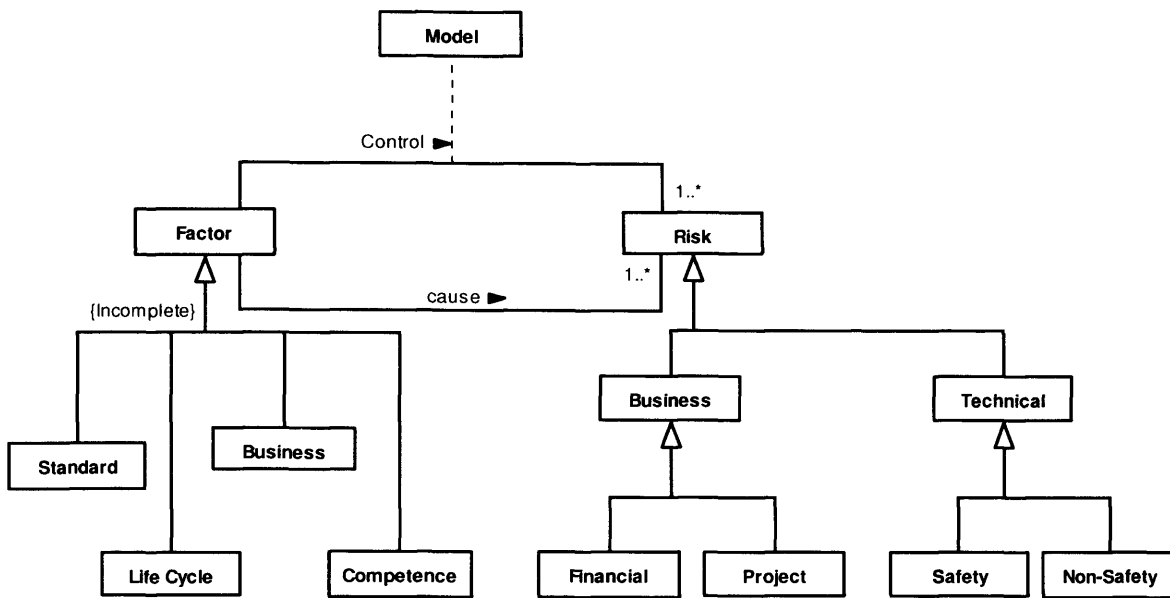 Model
Control
1..*
Factor
Risk
1..*
cause
{Incomplete}
Business
Technical
Business
Standard
Life Cycle
Competence
Financial
Project
Safety
Non-Safety